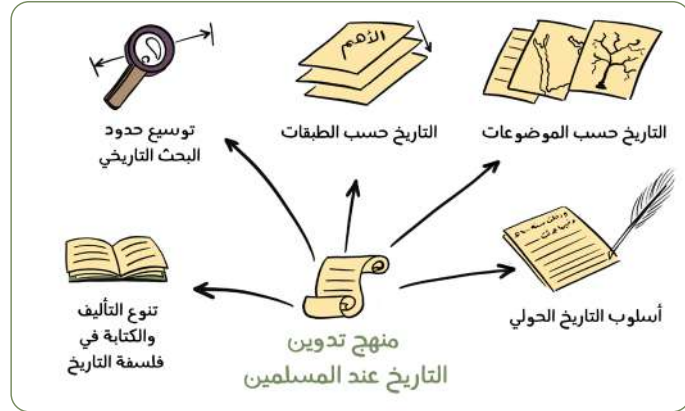 الأهم
التاريخ حسب الموضوعات
التاريخ حسب الطبقات
توسيع حدود
البحث التاريخي
أسلوب التاريخ الحولي
تنوع التأليف
والكتابة في
فلسفة التاريخ
منهج تدوين
التاريخ عند المسلمين